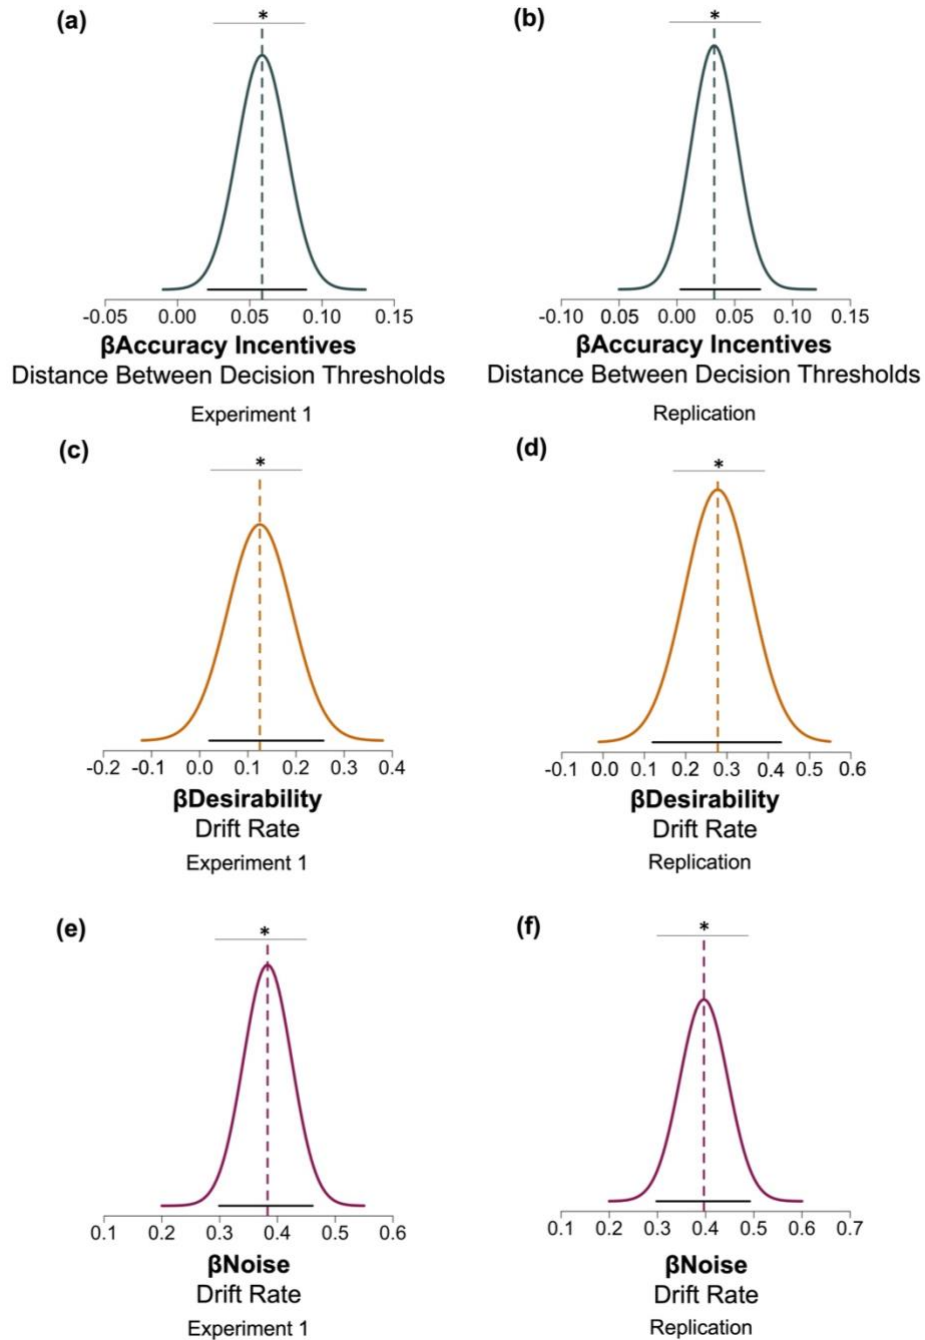 (a)
*
-0.05 0.00 0.05 0.10 0.15
βAccuracy Incentives
Distance Between Decision Thresholds
Experiment 1
(b)
*
-0.10 0.05 0.00 0.05 0.10 0.15
βAccuracy Incentives
Distance Between Decision Thresholds
Replication
(c)
*
-0.2 -0.1 0.0 0.1 0.2 0.3 0.4
βDesirability
Drift Rate
Experiment 1
(d)
*
-0.1 0.0 0.1 0.2 0.3 0.4 0.5 0.6
βDesirability
Drift Rate
Replication
(e)
*
0.1 0.2 0.3 0.4 0.5 0.6
βNoise
Drift Rate
Experiment 1
(f)
*
0.1 0.2 0.3 0.4 0.5 0.6 0.7
βNoise
Drift Rate
Replication